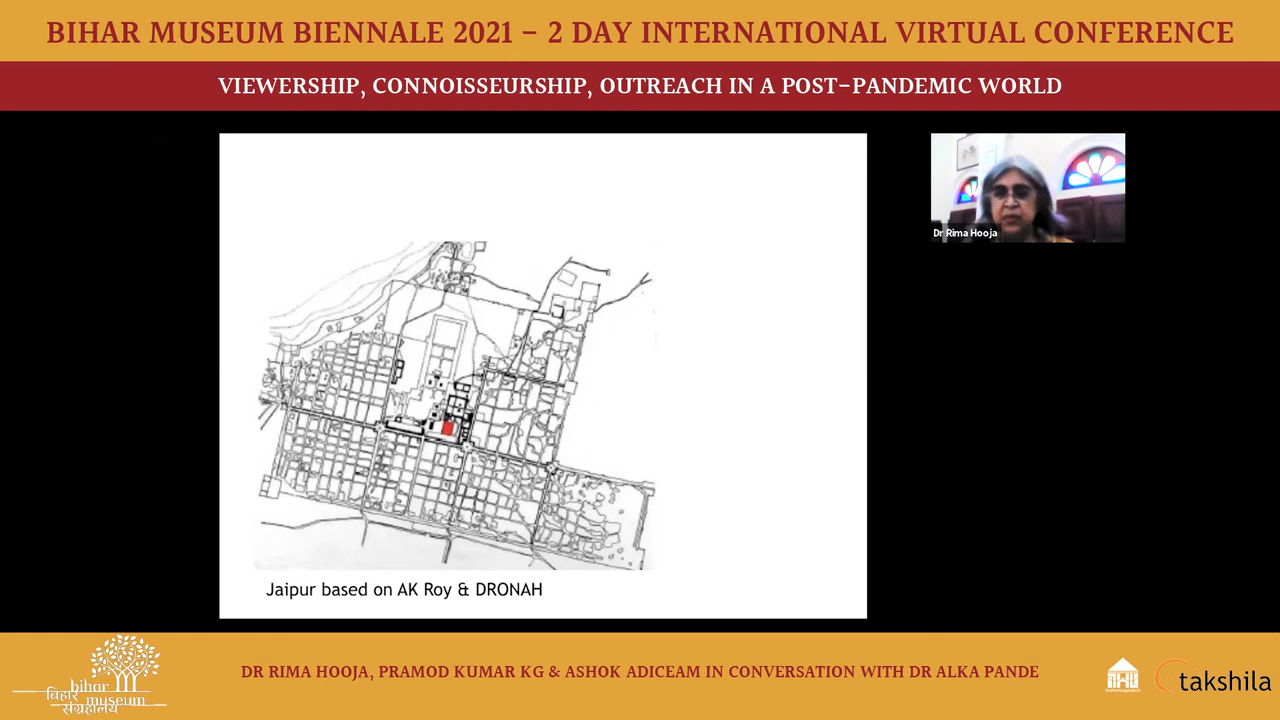 BIHAR MUSEUM BIENNALE 2021 – 2 DAY INTERNATIONAL VIRTUAL CONFERENCE
VIEWERSHIP, CONNOISSEURSHIP, OUTREACH IN A POST-PANDEMIC WORLD
Dr Rima Hooja
Jaipur based on AK Roy & DRONAH
bihar
बिहार museum
संग्रहालय
DR RIMA HOOJA, PRAMOD KUMAR KG & ASHOK ADICEAM IN CONVERSATION WITH DR ALKA PANDE
takshila